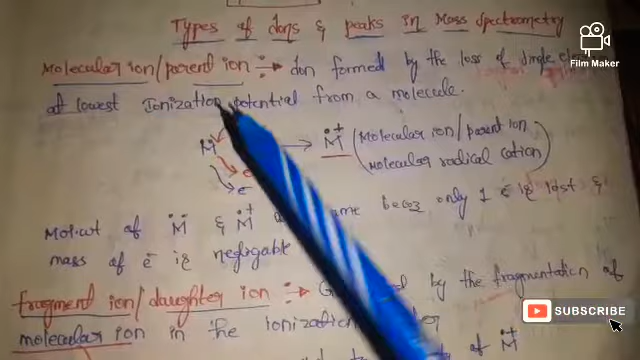 Types of Ions & peaks in Mass Spectrometry
Molecular ion/parent ion :→ Ion formed by the loss of single
at lowest Ionization potential from a molecule.
M̈ → Ṁ⁺ (Molecular ion/parent ion
molecular radical cation)
e
e
Mol.wt of M̈ & Ṁ⁺ becoz only 1 ē is lost &
mass of ē is negligable
fragment ion/daughter ion :→ by the fragmentation of
molecular ion in the ionization
of Ṁ⁺
Film Maker
SUBSCRIBE